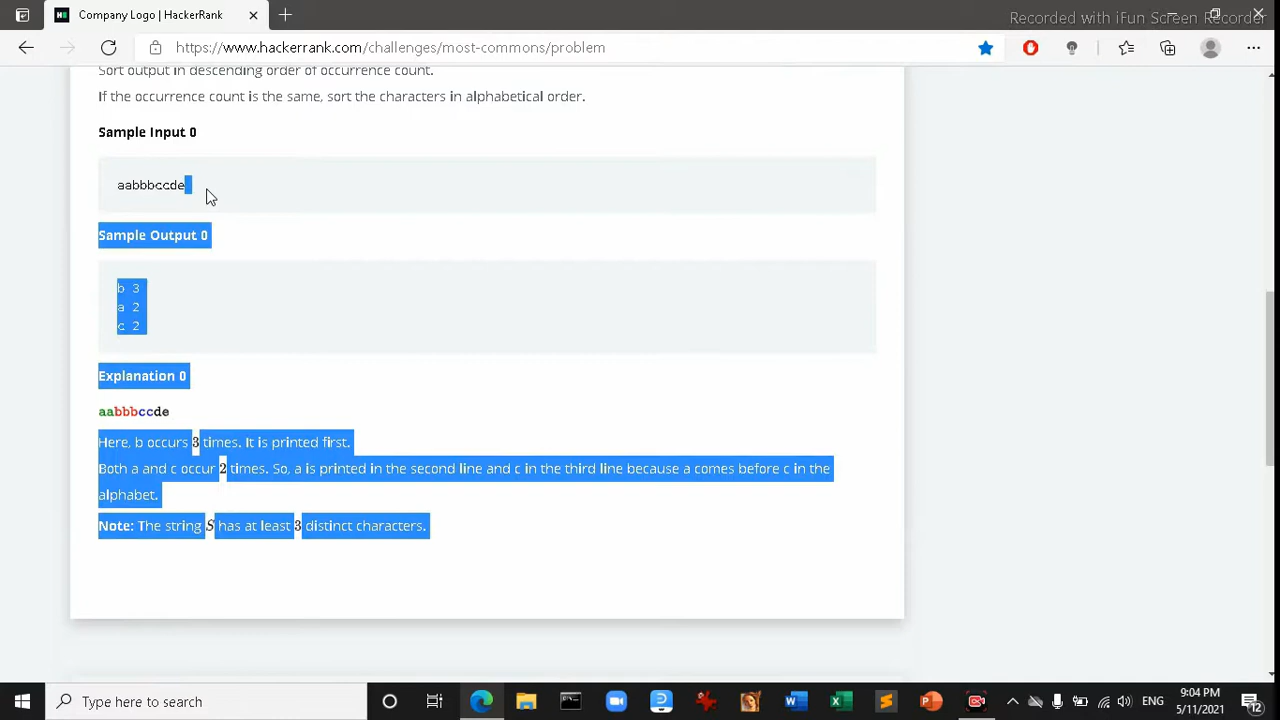 Company Logo | HackerRank
Recorded with iFun Screen Recorder
https://www.hackerrank.com/challenges/most-commons/problem
Sort output in descending order of occurrence count.
If the occurrence count is the same, sort the characters in alphabetical order.
Sample Input 0
aabbbccde
Sample Output 0
b 3
a 2
c 2
Explanation 0
aabbbccde
Here, b occurs 3 times. It is printed first.
Both a and c occur 2 times. So, a is printed in the second line and c in the third line because a comes before c in the
alphabet.
Note: The string S has at least 3 distinct characters.
Type here to search
ENG
9:04 PM
5/11/2021
12